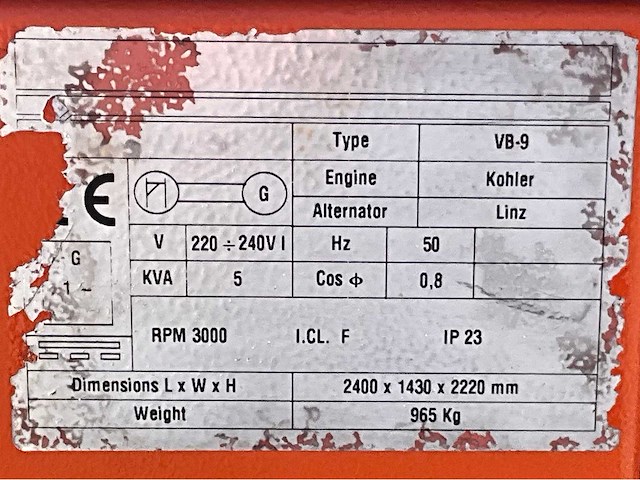 Type VB-9
Engine Kohler
G
Alternator Linz
CE
V 220 ÷ 240V I Hz 50
G
1 ~
KVA 5 Cos ϕ 0,8
RPM 3000 I.CL. F IP 23
Dimensions L x W x H 2400 x 1430 x 2220 mm
Weight 965 Kg